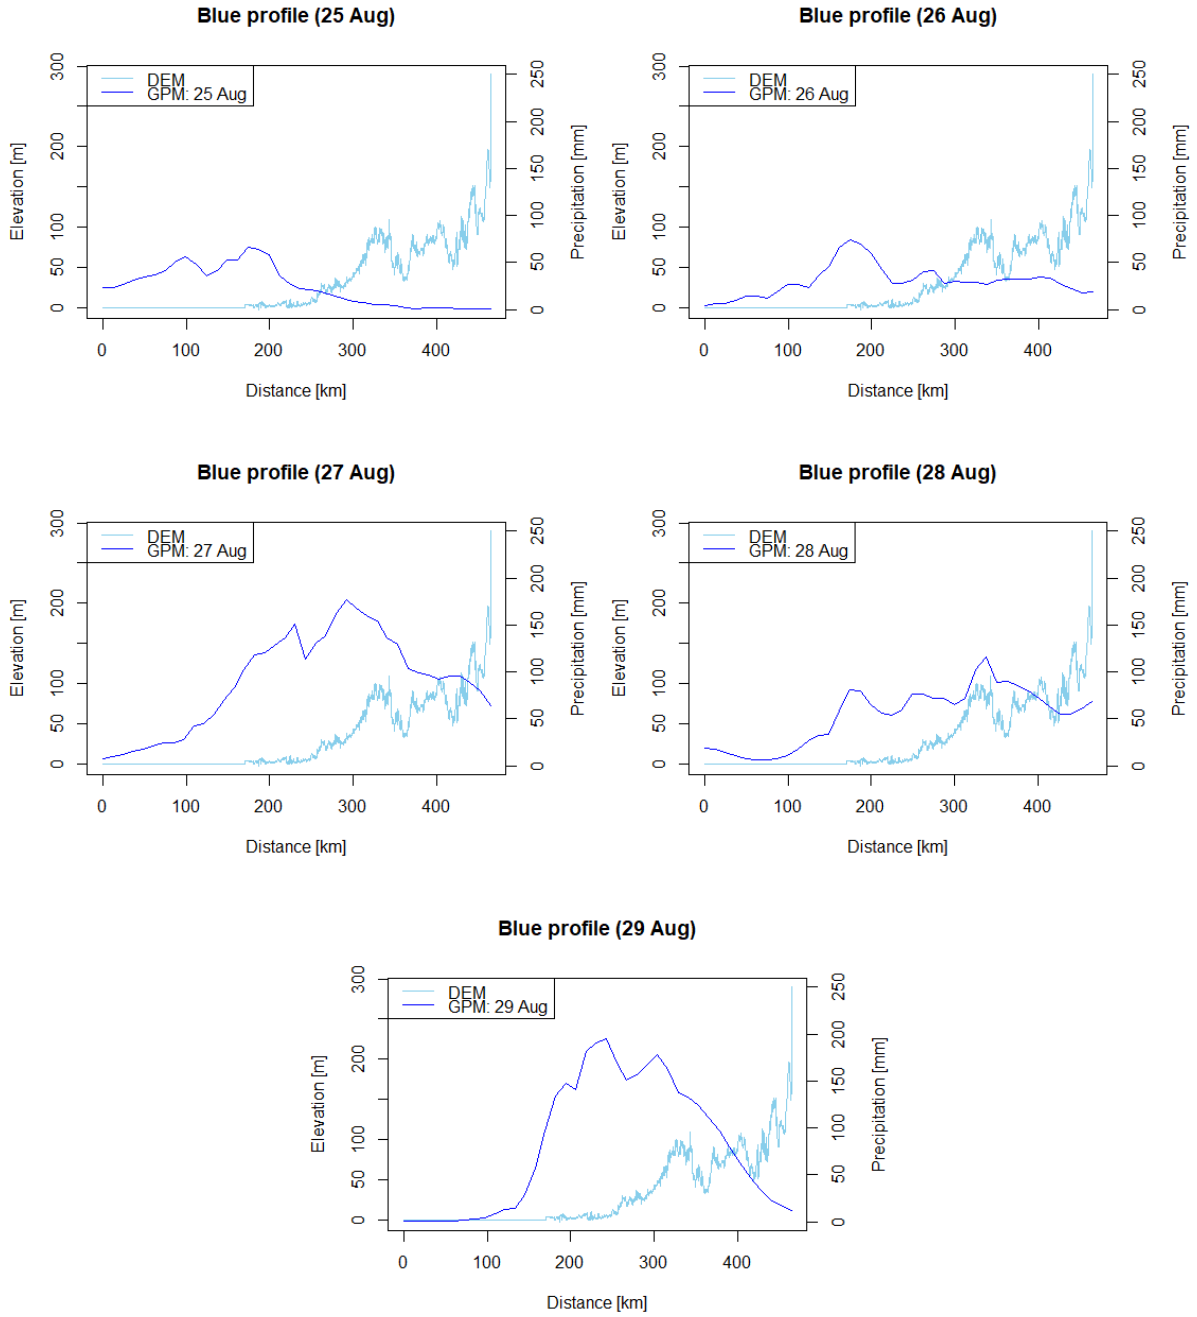 Blue profile (25 Aug)
DEM
GPM: 25 Aug
Elevation [m]
0 50 100 200 300
Precipitation [mm]
0 50 100 150 200 250
0 100 200 300 400
Distance [km]
Blue profile (26 Aug)
DEM
GPM: 26 Aug
Elevation [m]
0 50 100 200 300
Precipitation [mm]
0 50 100 150 200 250
0 100 200 300 400
Distance [km]
Blue profile (27 Aug)
DEM
GPM: 27 Aug
Elevation [m]
0 50 100 200 300
Precipitation [mm]
0 50 100 150 200 250
0 100 200 300 400
Distance [km]
Blue profile (28 Aug)
DEM
GPM: 28 Aug
Elevation [m]
0 50 100 200 300
Precipitation [mm]
0 50 100 150 200 250
0 100 200 300 400
Distance [km]
Blue profile (29 Aug)
DEM
GPM: 29 Aug
Elevation [m]
0 50 100 200 300
Precipitation [mm]
0 50 100 150 200 250
0 100 200 300 400
Distance [km]